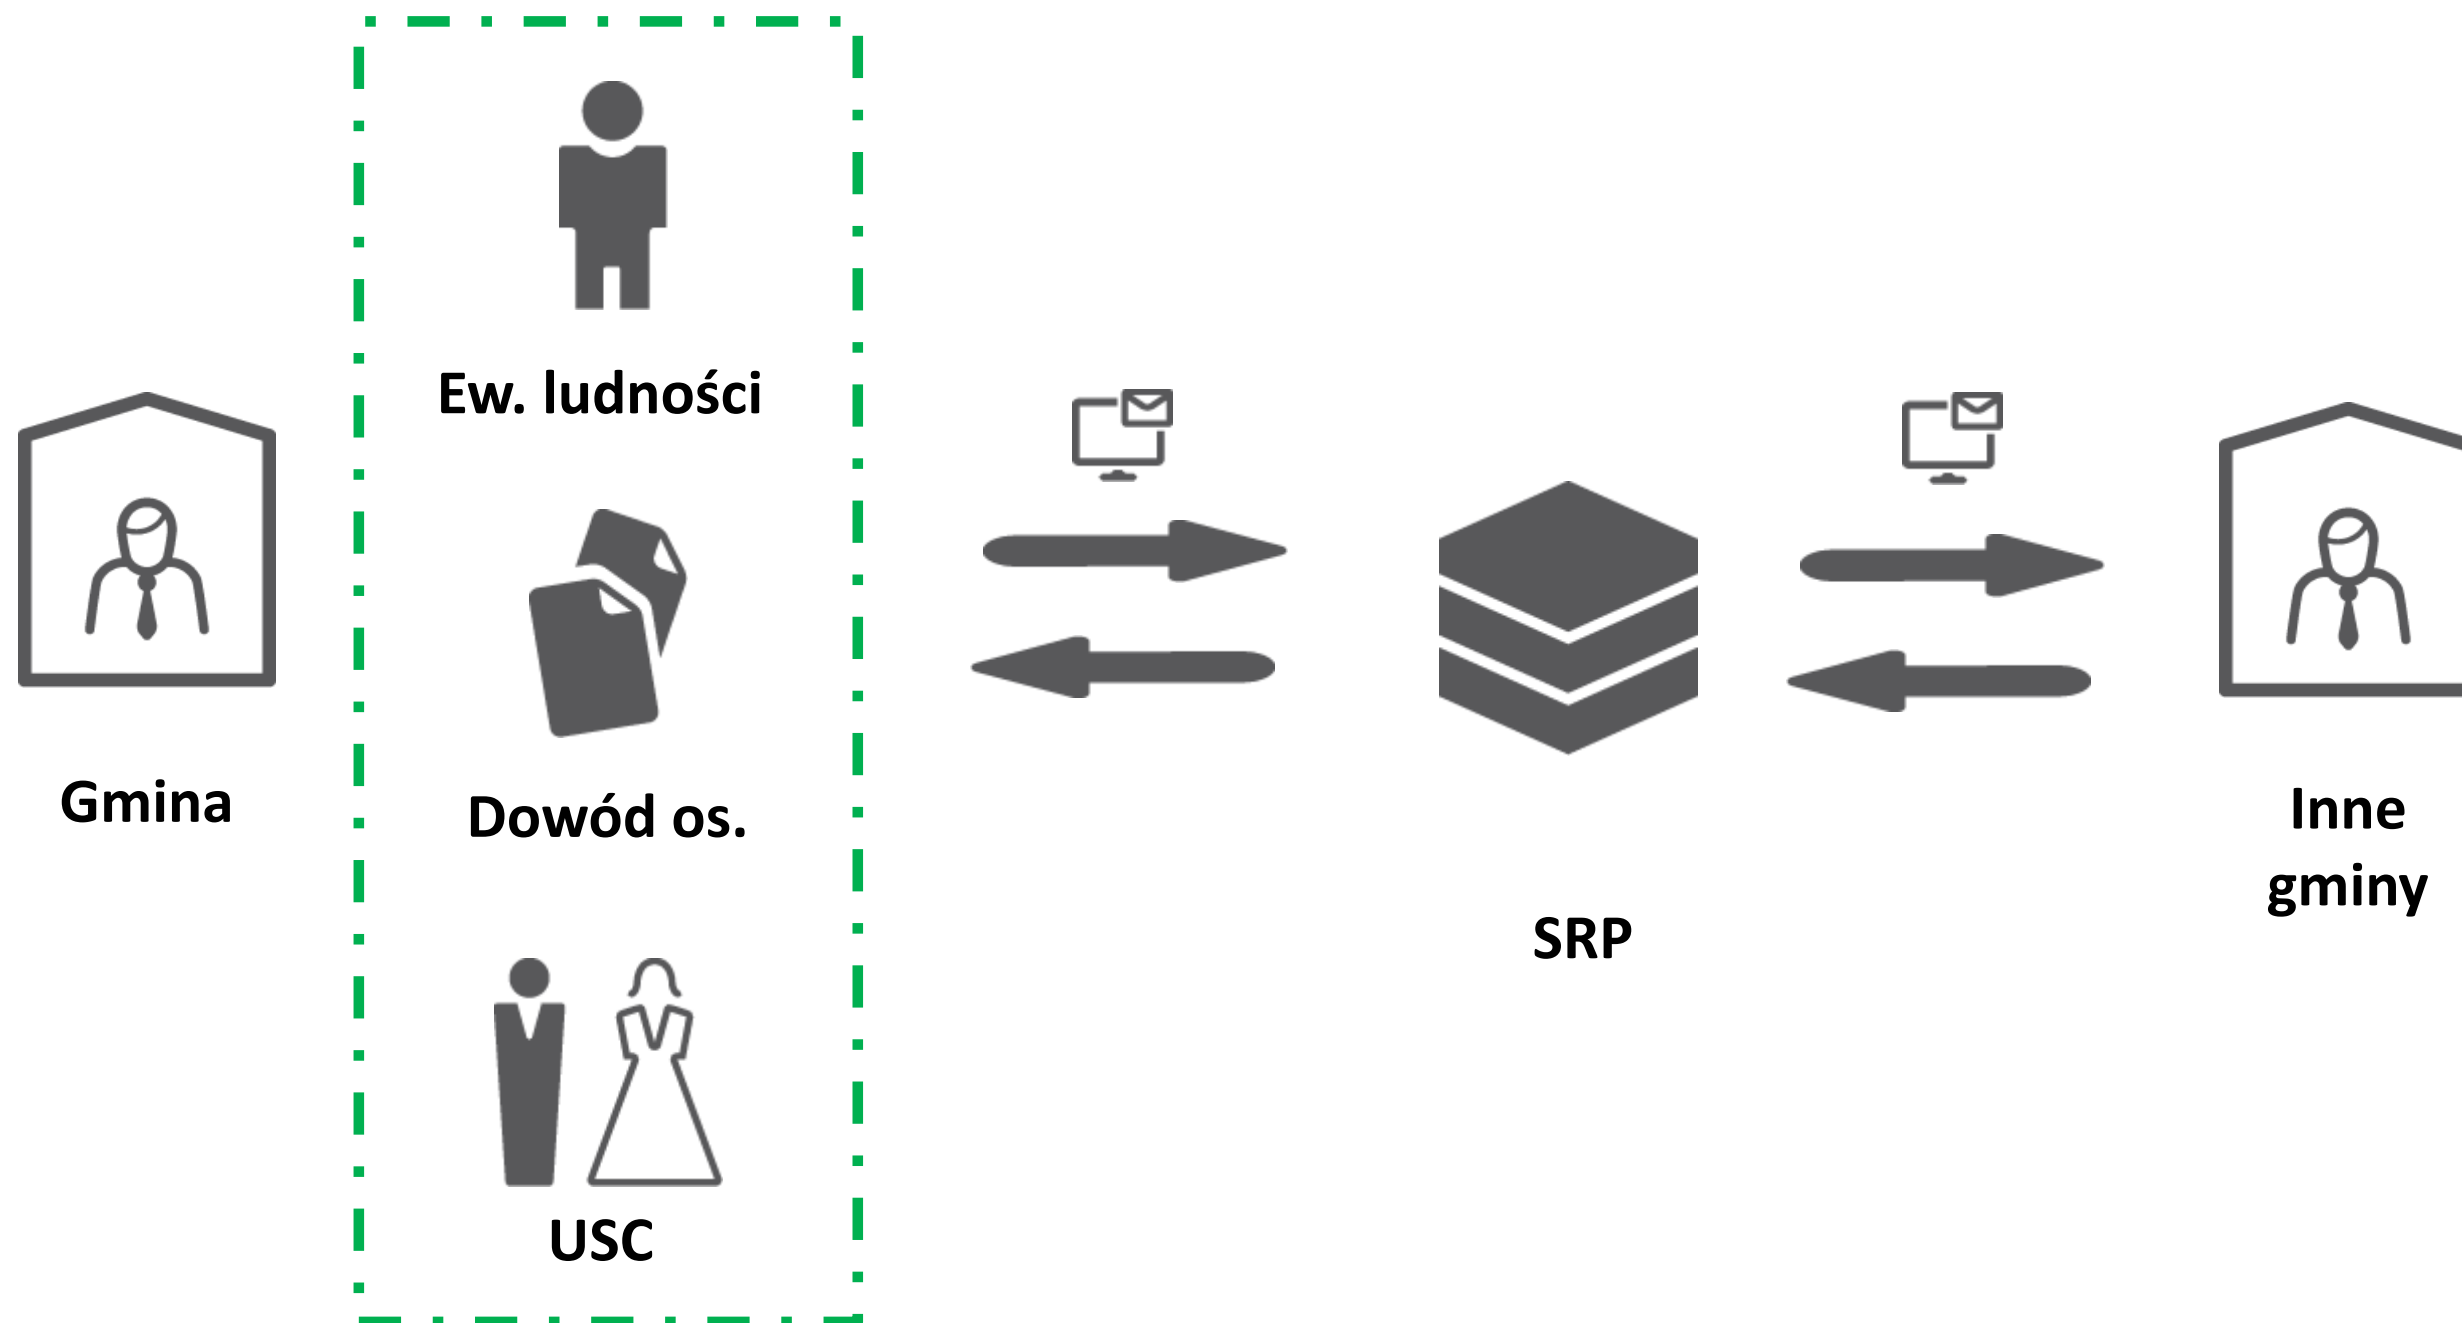 Gmina
Ew. ludności
Dowód os.
USC
SRP
Inne
gminy